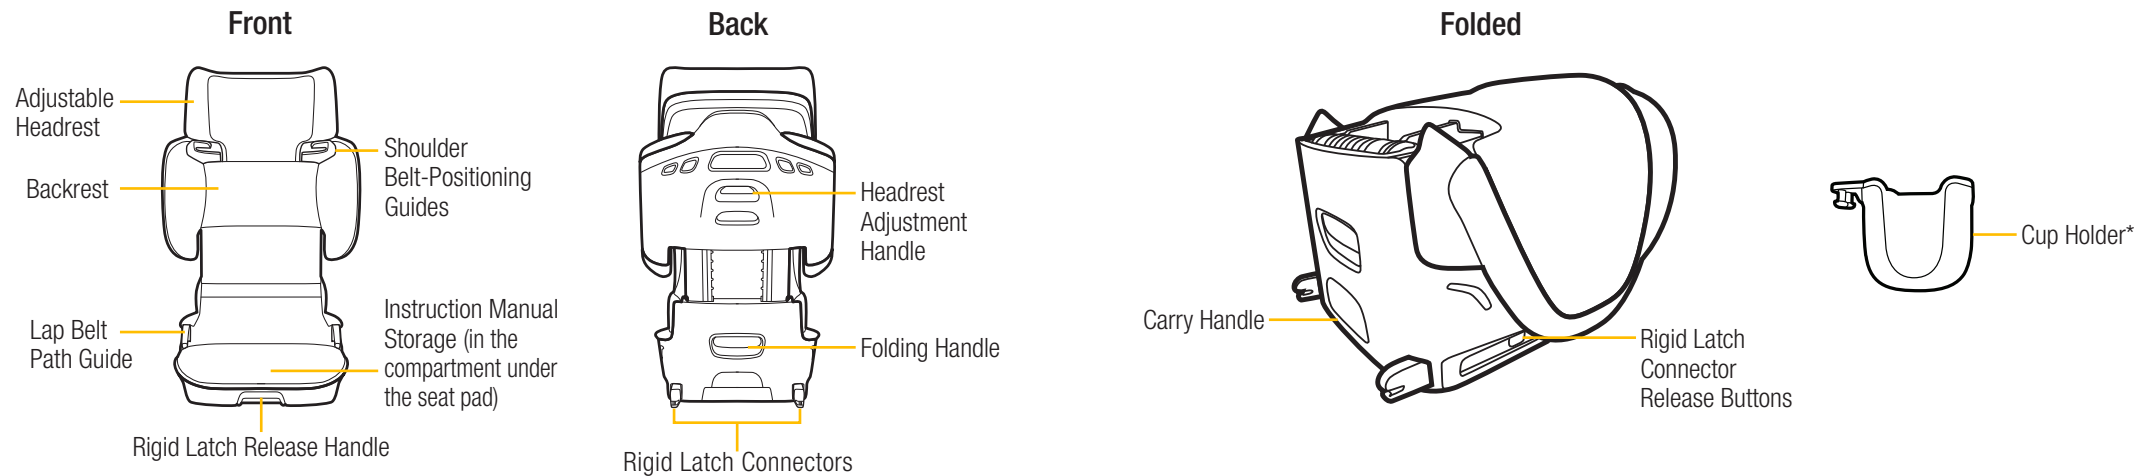 Front
Adjustable
Headrest
Backrest
Lap Belt
Path Guide
Shoulder
Belt-Positioning
Guides
Instruction Manual
Storage (in the
compartment under
the seat pad)
Rigid Latch Release Handle
Back
Headrest
Adjustment
Handle
Folding Handle
Rigid Latch Connectors
Folded
Carry Handle
Rigid Latch
Connector
Release Buttons
Cup Holder*